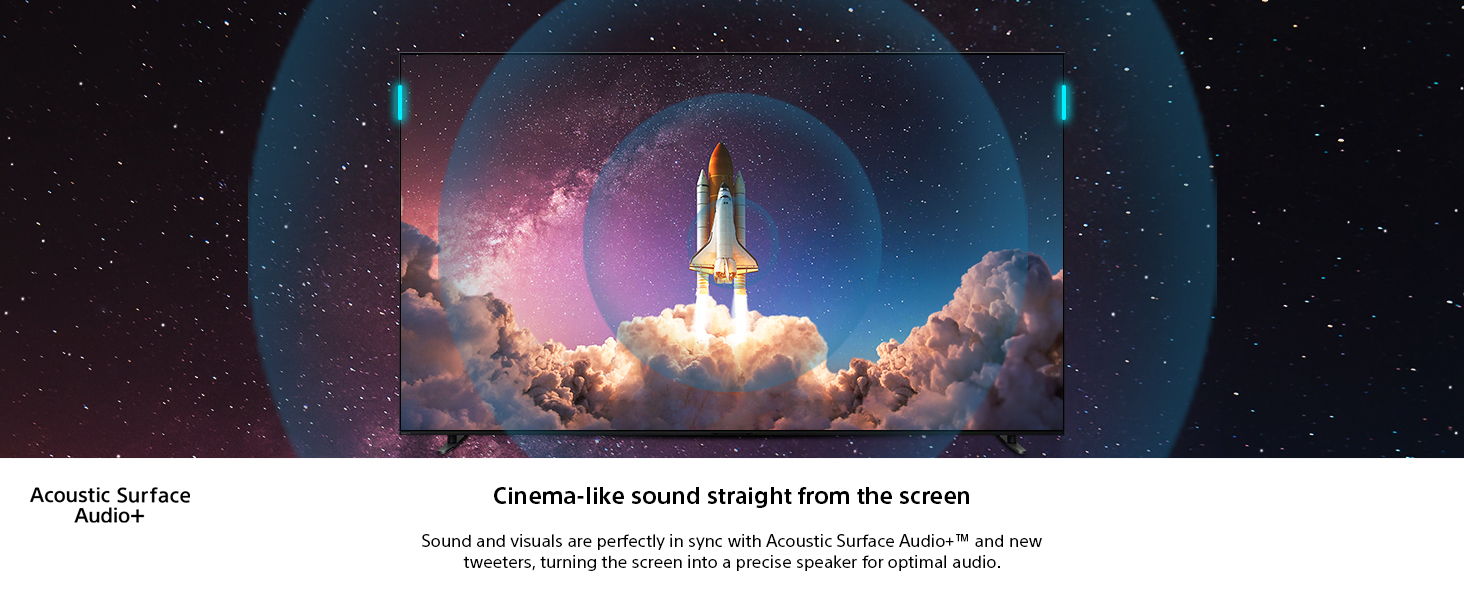 Acoustic Surface
Audio+
Cinema-like sound straight from the screen
Sound and visuals are perfectly in sync with Acoustic Surface Audio+™ and new
tweeters, turning the screen into a precise speaker for optimal audio.